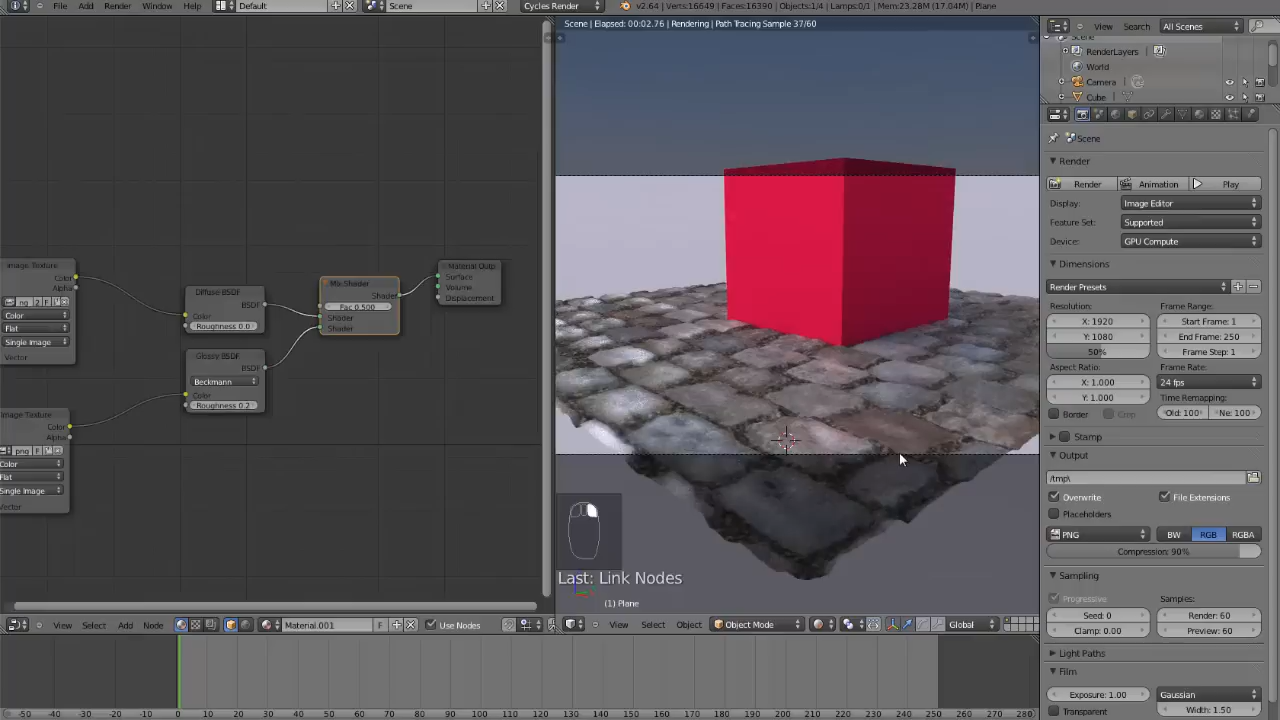 File Add Render Window Help Default Scene Cycles Render v2.64 | Verts:16649 | Faces:16390 | Objects:1/4 | Lamps:0/1 | Mem:23.28M (17.04M) | Plane
Scene | Elapsed: 00:02.76 | Rendering | Path Tracing Sample 37/60
View Search All Scenes
Scene
RenderLayers
World
Camera
Cube
Scene
Render
Render Animation Play
Display: Image Editor
Feature Set: Supported
Device: GPU Compute
Dimensions
Render Presets
Resolution: Frame Range:
X: 1920 Start Frame: 1
Y: 1080 End Frame: 250
50% Frame Step: 1
Aspect Ratio: Frame Rate:
X: 1.000 24 fps
Y: 1.000 Time Remapping:
Border Crop Old: 100 Ne: 100
Stamp
Output
/tmp\
Overwrite File Extensions
Placeholders
PNG BW RGB RGBA
Compression: 90%
Sampling
Progressive Samples:
Seed: 0 Render: 60
Clamp: 0.00 Preview: 60
Light Paths
Film
Exposure: 1.00 Gaussian
Transparent Width: 1.50
Image Texture
Color
Alpha
ng 2 F
Color
Flat
Single Image
Vector
Image Texture
Color
Alpha
png F
Color
Flat
Single Image
Vector
Diffuse BSDF
BSDF
Color
Roughness 0.0
Glossy BSDF
BSDF
Beckmann
Color
Roughness 0.2
Mix Shader
Shader
Fac 0.500
Shader
Shader
Material Outp
Surface
Volume
Displacement
Last: Link Nodes
(1) Plane
View Select Add Node Material.001 F Use Nodes
View Select Object Object Mode Global
-50 -40 -30 -20 -10 0 10 20 30 40 50 60 70 80 90 100 110 120 130 140 150 160 170 180 190 200 210 220 230 240 250 260 270 280